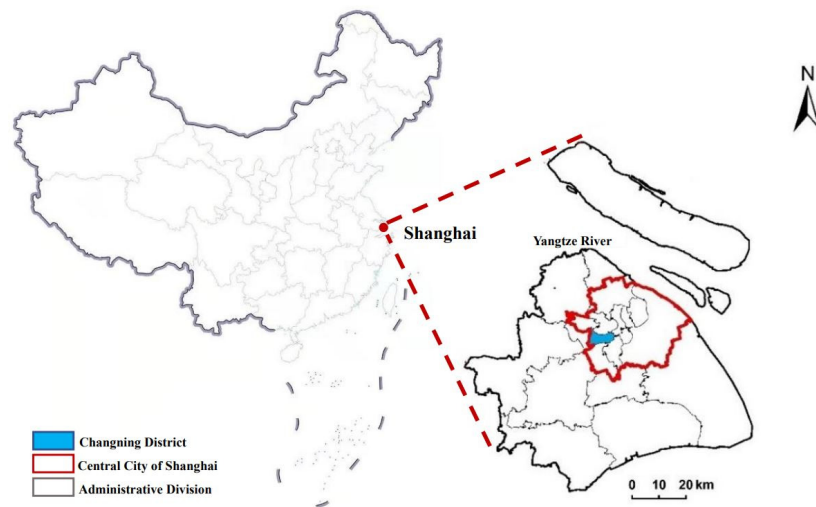 N
Shanghai
Yangtze River
Changning District
Central City of Shanghai
Administrative Division
0 10 20 km